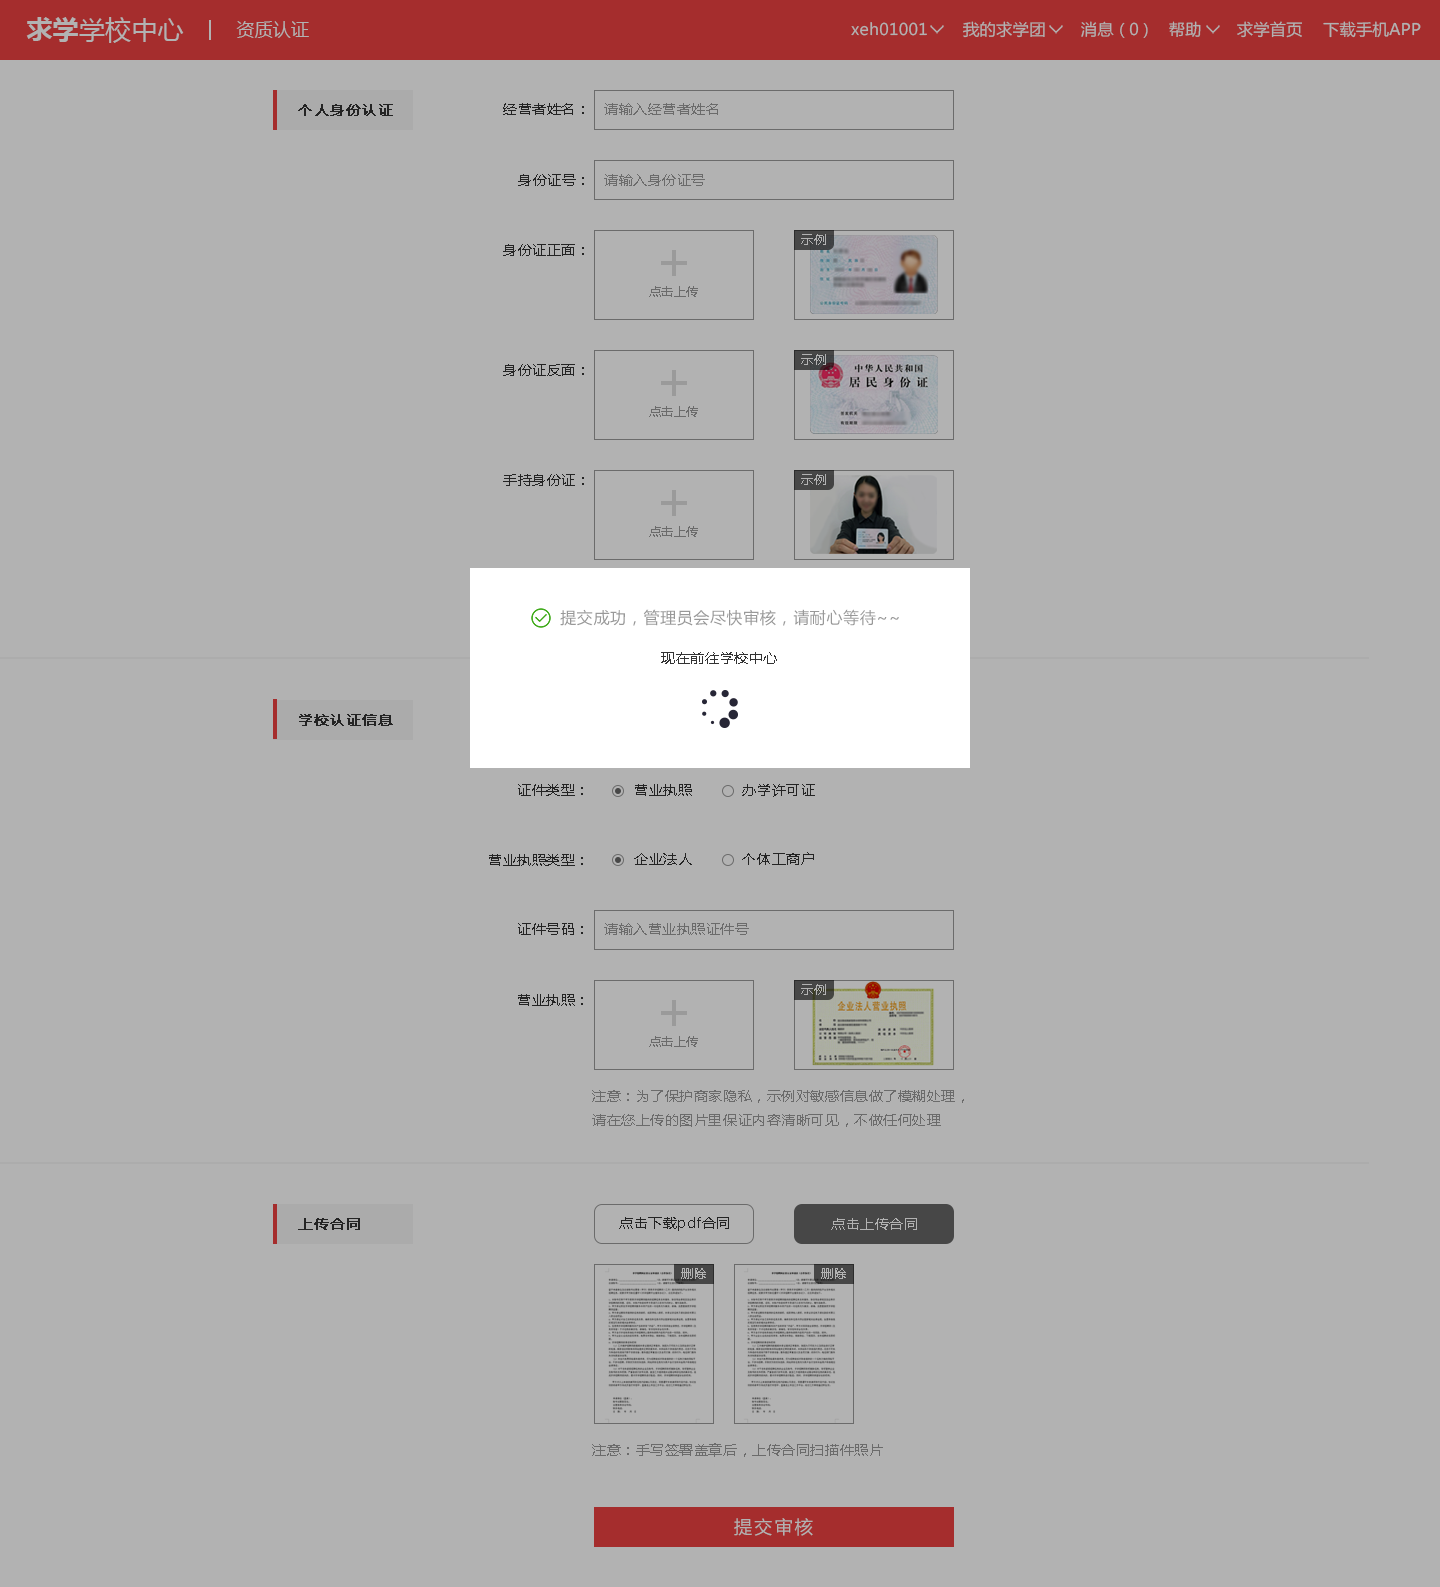 求学学校中心 | 资质认证
xeh01001 我的求学团 消息（0） 帮助 求学首页 下载手机APP
个人身份认证
经营者姓名： 请输入经营者姓名
身份证号： 请输入身份证号
身份证正面： 点击上传 示例
身份证反面： 点击上传 示例
中华人民共和国
居民身份证
手持身份证： 点击上传 示例
提交成功，管理员会尽快审核，请耐心等待~~
现在前往学校中心
学校认证信息
证件类型： 营业执照 办学许可证
营业执照类型： 企业法人 个体工商户
证件号码： 请输入营业执照证件号
营业执照： 点击上传 示例
企业法人营业执照
注意：为了保护商家隐私，示例对敏感信息做了模糊处理，
请在您上传的图片里保证内容清晰可见，不做任何处理
上传合同
点击下载pdf合同 点击上传合同
删除 删除
注意：手写签署盖章后，上传合同扫描件照片
提交审核